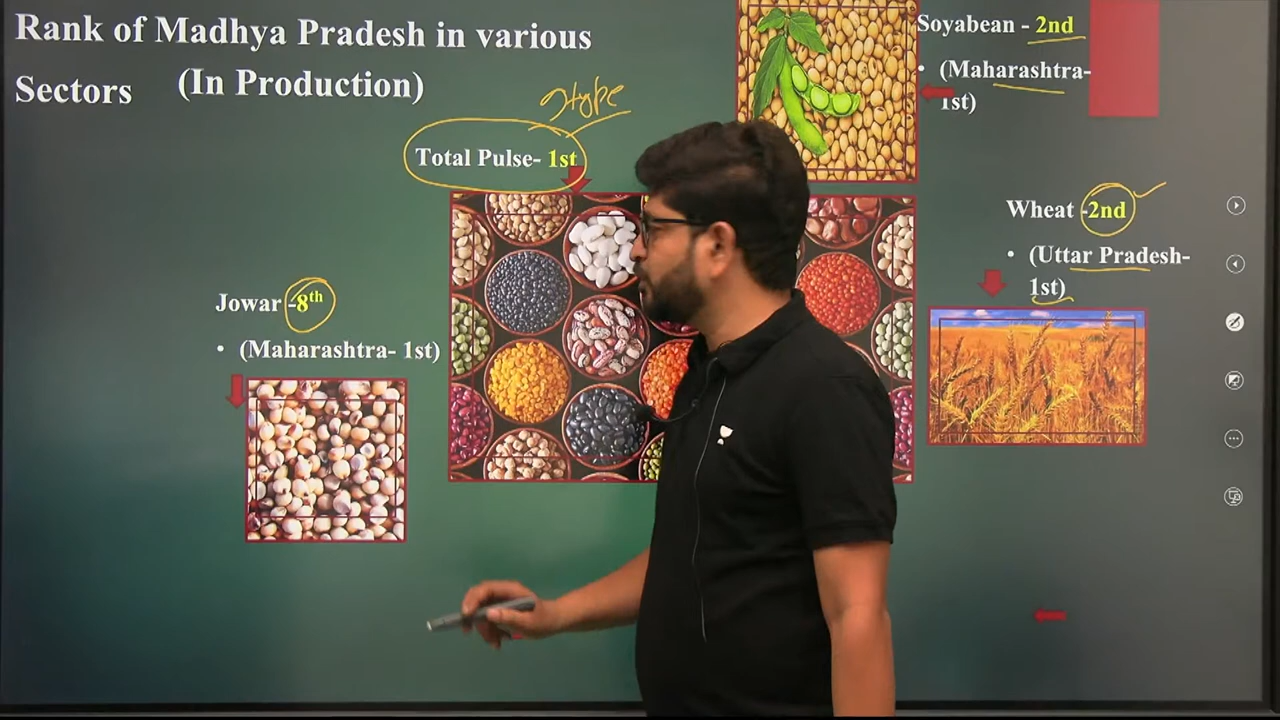 Rank of Madhya Pradesh in various
Sectors (In Production)
Soyabean - 2nd
• (Maharashtra-
1st)
Total Pulse- 1st
Wheat -2nd
• (Uttar Pradesh-
1st)
Jowar -8th
• (Maharashtra- 1st)